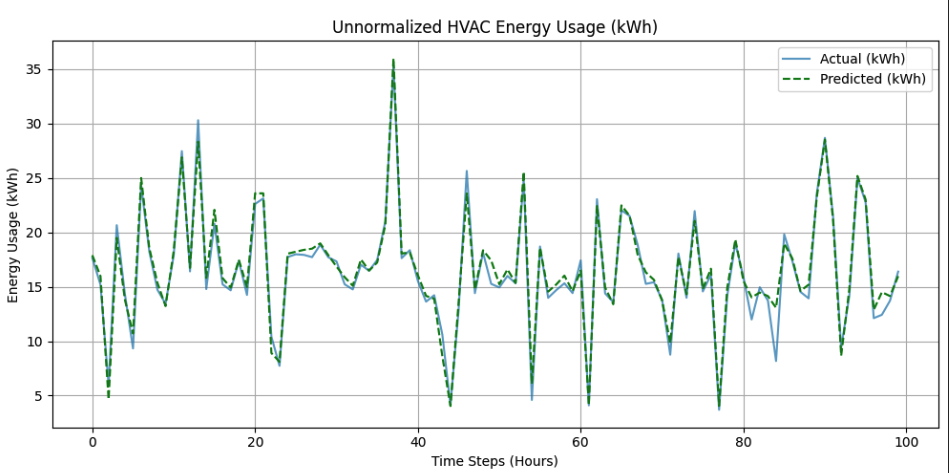 Unnormalized HVAC Energy Usage (kWh)
Actual (kWh)
Predicted (kWh)
Energy Usage (kWh)
35
30
25
20
15
10
5
0 20 40 60 80 100
Time Steps (Hours)